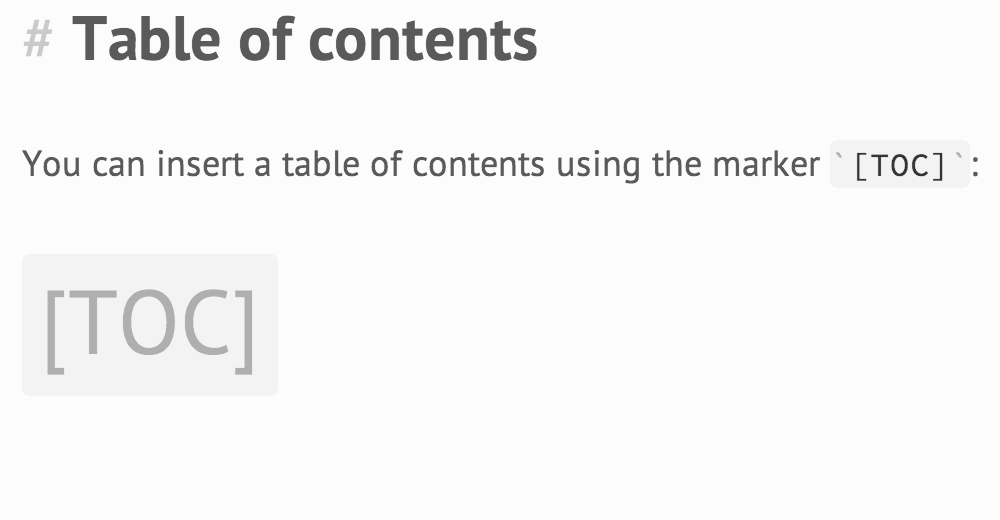 # Table of contents
You can insert a table of contents using the marker `[TOC]`:
[TOC]